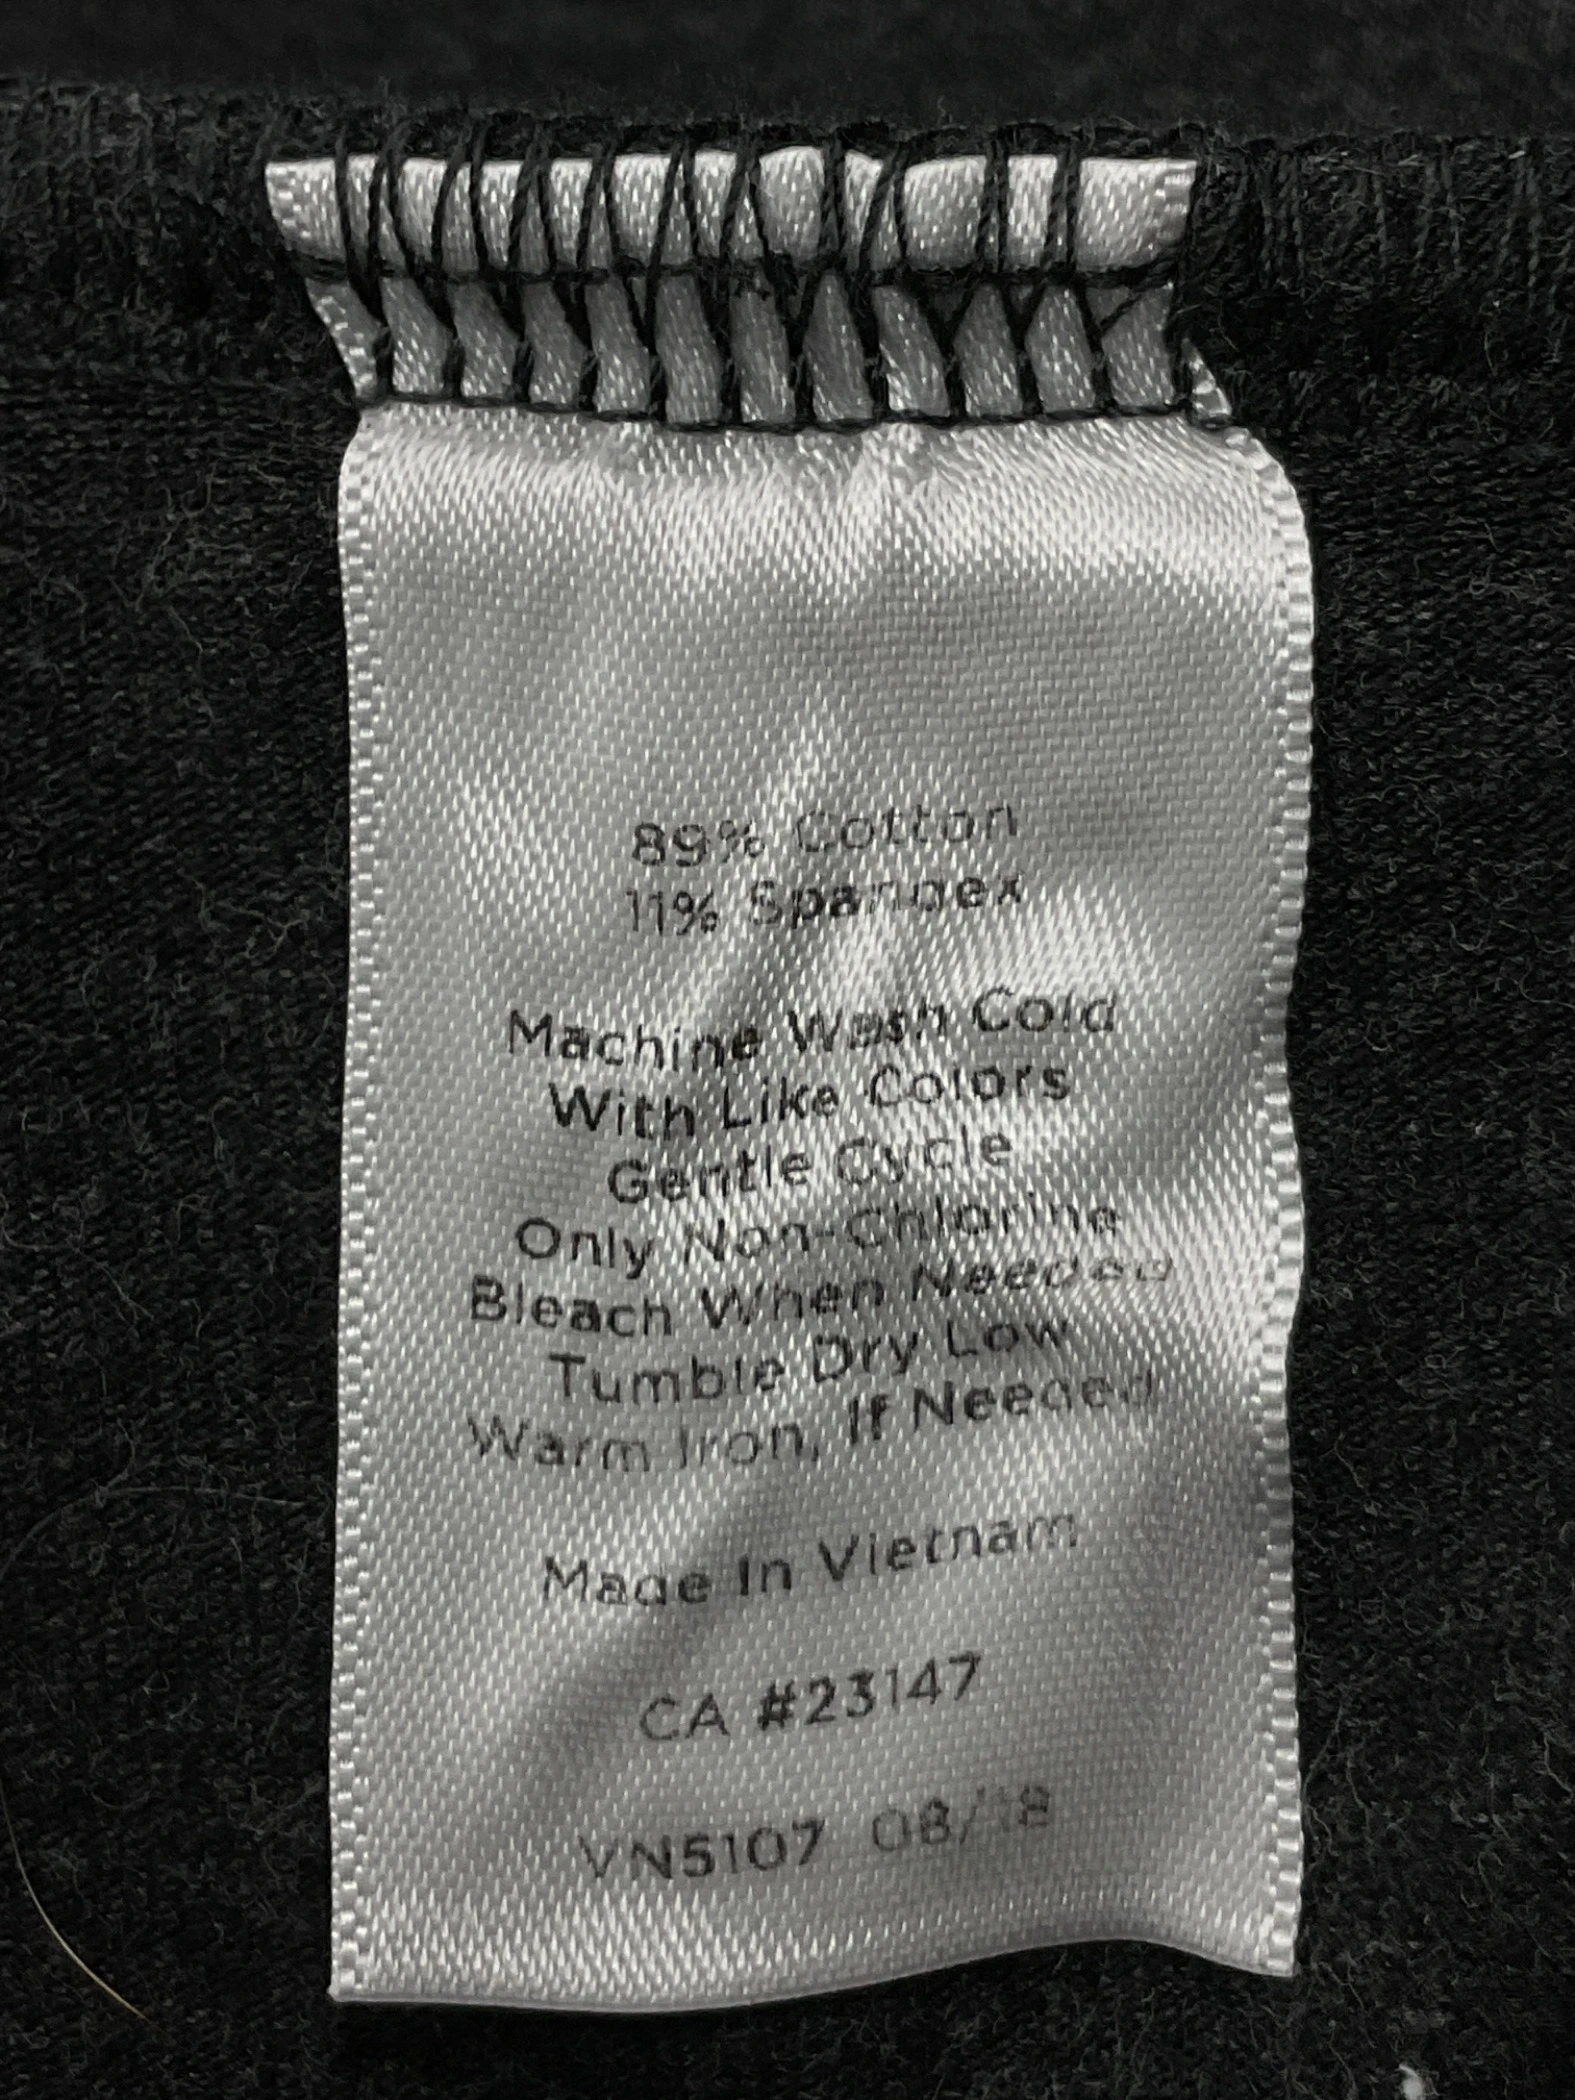 89% Cotton
11% Spandex
Machine Wash Cold
With Like Colors
Gentle Cycle
Only Non-Chlorine
Bleach When Needed
Tumble Dry Low
Warm Iron, If Needed
Made In Vietnam
CA #23147
VN5107 08/18